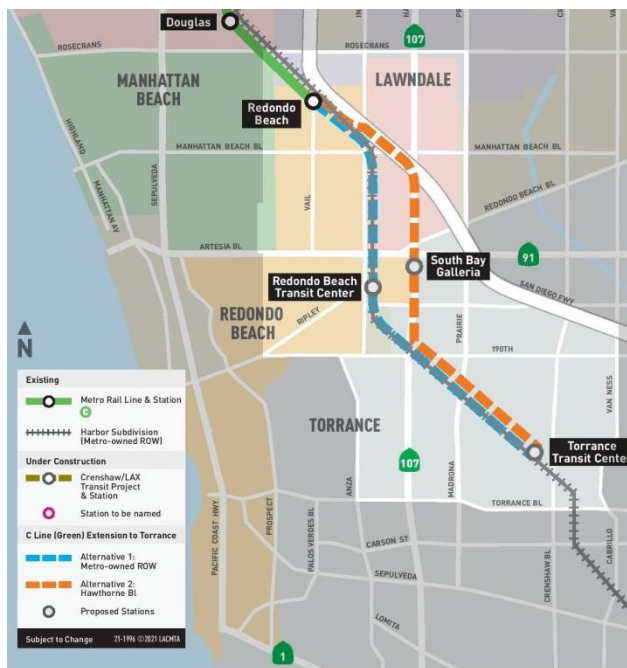 Douglas
ROSECRANS
107
ROSECRANS
MANHATTAN
BEACH
LAWNDALE
Redondo
Beach
HIGHLAND
SEPULVEDA
MANHATTAN BEACH BL
MANHATTAN BEACH BL
MANHATTAN AV
VAIL
REDONDO BEACH BL
ARTESIA BL
91
South Bay
Galleria
Redondo Beach
Transit Center
SAN DIEGO FWY
REDONDO
BEACH
RIPLEY
PRAIRIE
N
190TH
VAN NESS
Existing
Metro Rail Line & Station
C
Harbor Subdivision
(Metro-owned ROW)
Under Construction
Crenshaw/LAX
Transit Project
& Station
Station to be named
C Line (Green) Extension to Torrance
Alternative 1:
Metro-owned ROW
Alternative 2:
Hawthorne Bl
Proposed Stations
Subject to Change
21-1996 ©2021 LACMTA
TORRANCE
Torrance
Transit Center
107
ANZA
MADRONA
TORRANCE BL
PACIFIC COAST HWY
PROSPECT
PALOS VERDES BL
CARSON ST
CRENSHAW BL
CABRILLO
SEPULVEDA
LOMITA
1